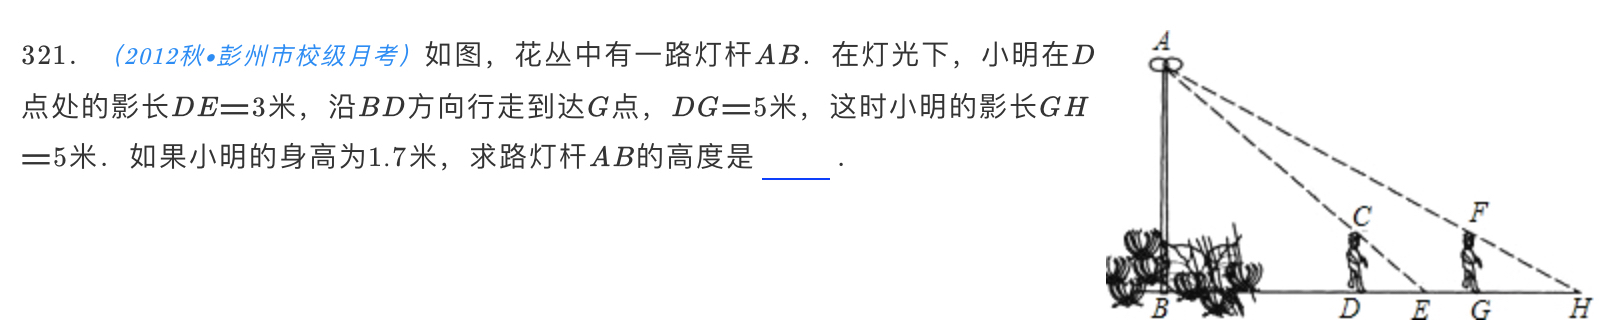 321. （2012秋•彭州市校级月考）如图，花丛中有一路灯杆AB．在灯光下，小明在D
点处的影长DE=3米，沿BD方向行走到达G点，DG=5米，这时小明的影长GH
=5米．如果小明的身高为1.7米，求路灯杆AB的高度是 ．
A
C
F
B
D
E
G
H